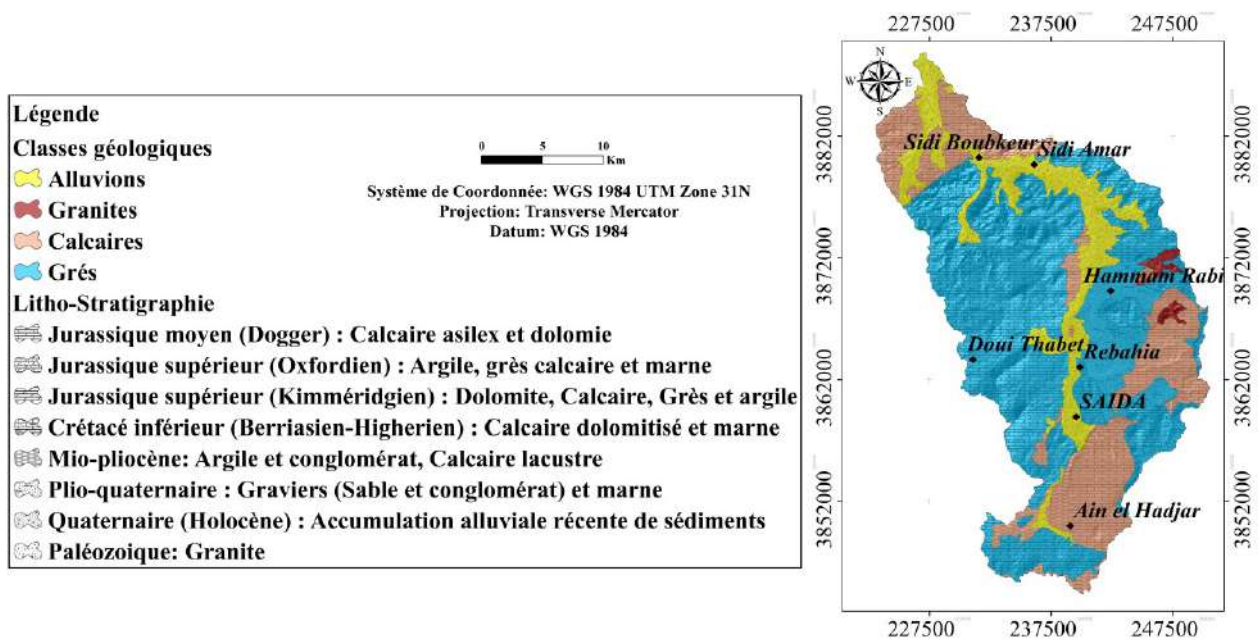 Légende
Classes géologiques
Alluvions
Granites
Calcaires
Grés
Litho-Stratigraphie
Jurassique moyen (Dogger) : Calcaire asilex et dolomie
Jurassique supérieur (Oxfordien) : Argile, grès calcaire et marne
Jurassique supérieur (Kimméridgien) : Dolomite, Calcaire, Grès et argile
Crétacé inférieur (Berriasien-Higherien) : Calcaire dolomitisé et marne
Mio-pliocène: Argile et conglomérat, Calcaire lacustre
Plio-quaternaire : Graviers (Sable et conglomérat) et marne
Quaternaire (Holocène) : Accumulation alluviale récente de sédiments
Paléozoique: Granite
0 5 10
Km
Système de Coordonnée: WGS 1984 UTM Zone 31N
Projection: Transverse Mercator
Datum: WGS 1984
227500 237500 247500
N
W E
S
3882000 3882000
Sidi Boubkeur Sidi Amar
3872000 3872000
Hammam Rabi
Doui Thabet Rebahia
3862000 3862000
SAIDA
3852000 3852000
Ain el Hadjar
227500 237500 247500